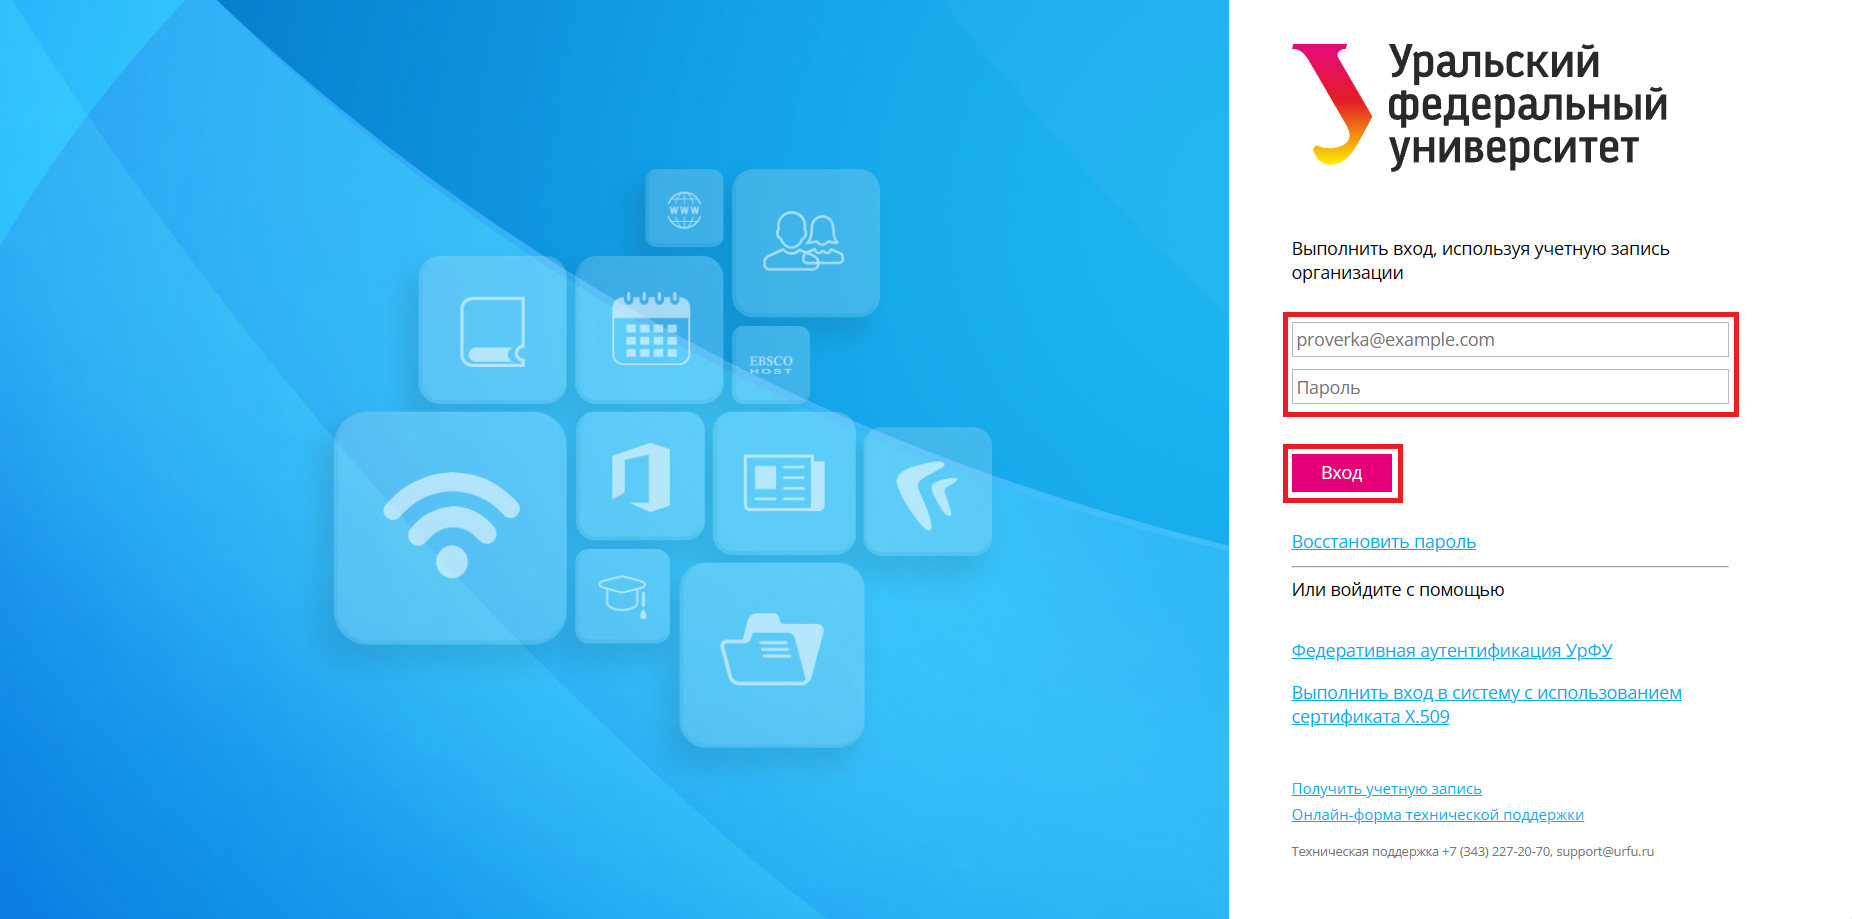 WWW
EBSCO
HOST
Уральский
федеральный
университет
Выполнить вход, используя учетную запись
организации
proverka@example.com
Пароль
Вход
Восстановить пароль
Или войдите с помощью
Федеративная аутентификация УрФУ
Выполнить вход в систему с использованием
сертификата X.509
Получить учетную запись
Онлайн-форма технической поддержки
Техническая поддержка +7 (343) 227-20-70, support@urfu.ru